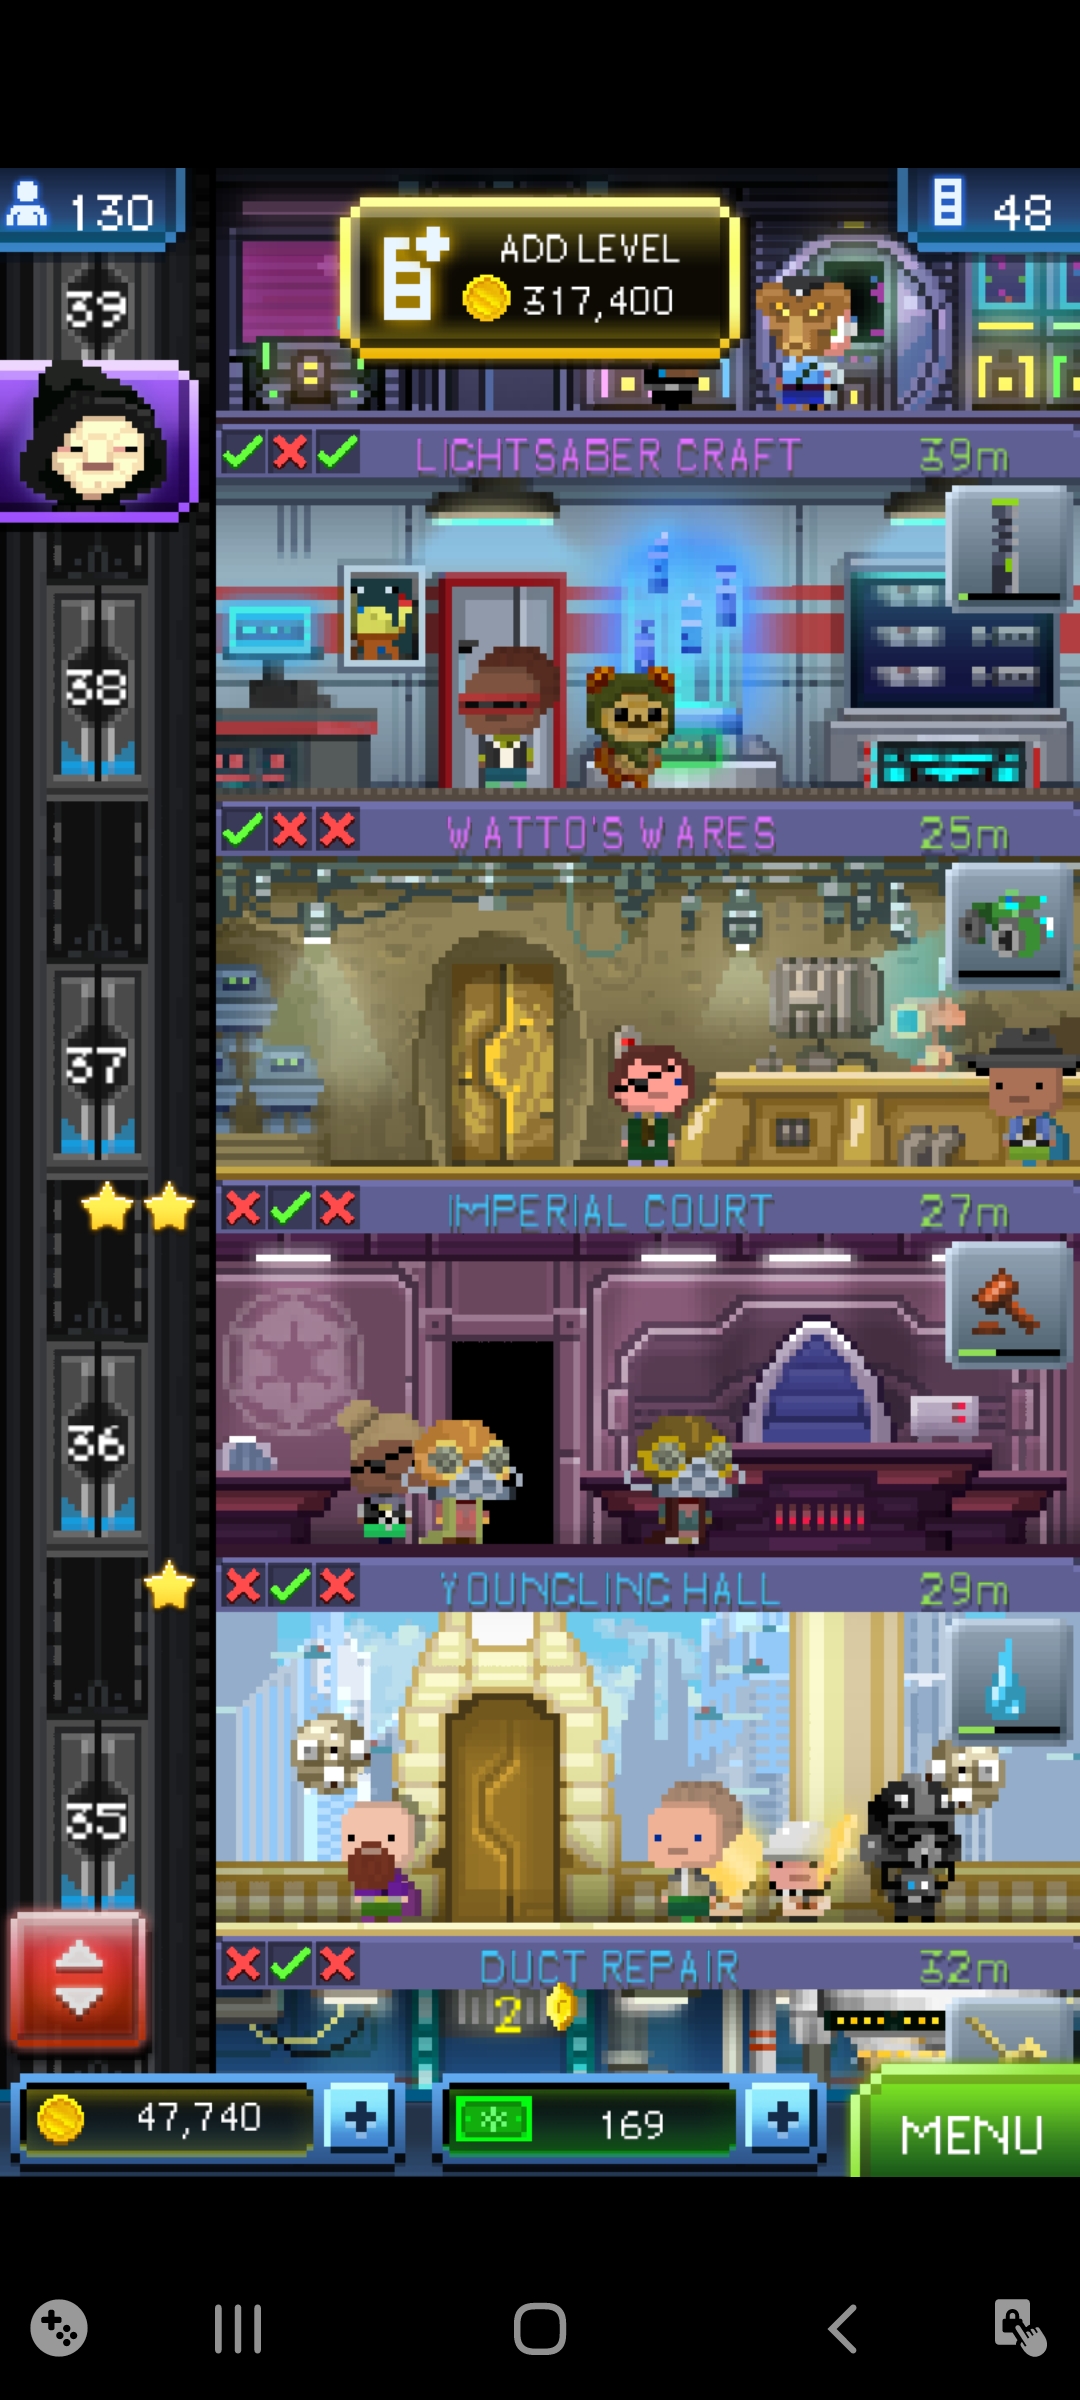 130
ADD LEVEL
317,400
48
39
LIGHTSABER CRAFT 39m
38
WATTO'S WARES 25m
37
IMPERIAL COURT 27m
36
YOUNGLING HALL 29m
35
DUCT REPAIR 32m
2
47,740
169
MENU